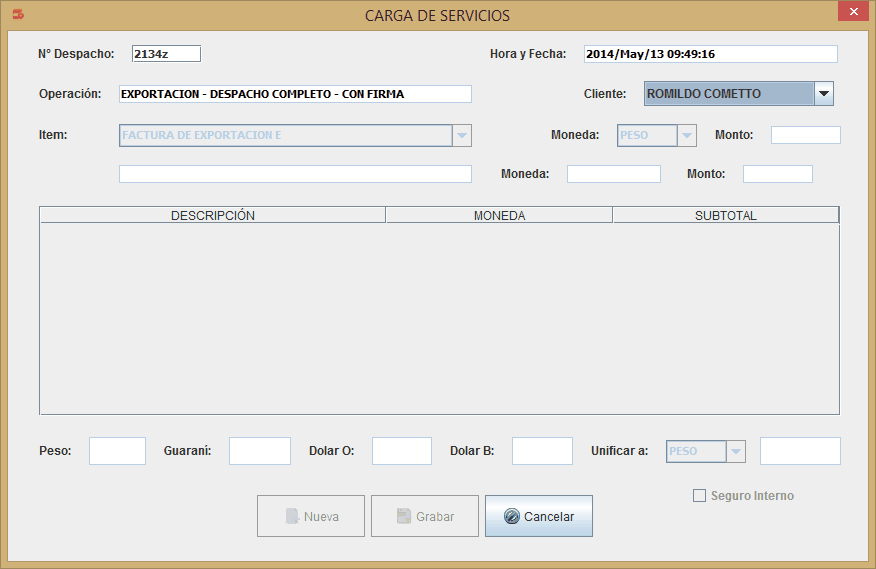 CARGA DE SERVICIOS
N° Despacho: 2134z Hora y Fecha: 2014/May/13 09:49:16
Operación: EXPORTACION - DESPACHO COMPLETO - CON FIRMA Cliente: ROMILDO COMETTO
Item: FACTURA DE EXPORTACION E Moneda: PESO Monto:
Moneda: Monto:
DESCRIPCIÓN MONEDA SUBTOTAL
Peso: Guaraní: Dolar O: Dolar B: Unificar a: PESO
Seguro Interno
Nueva Grabar Cancelar